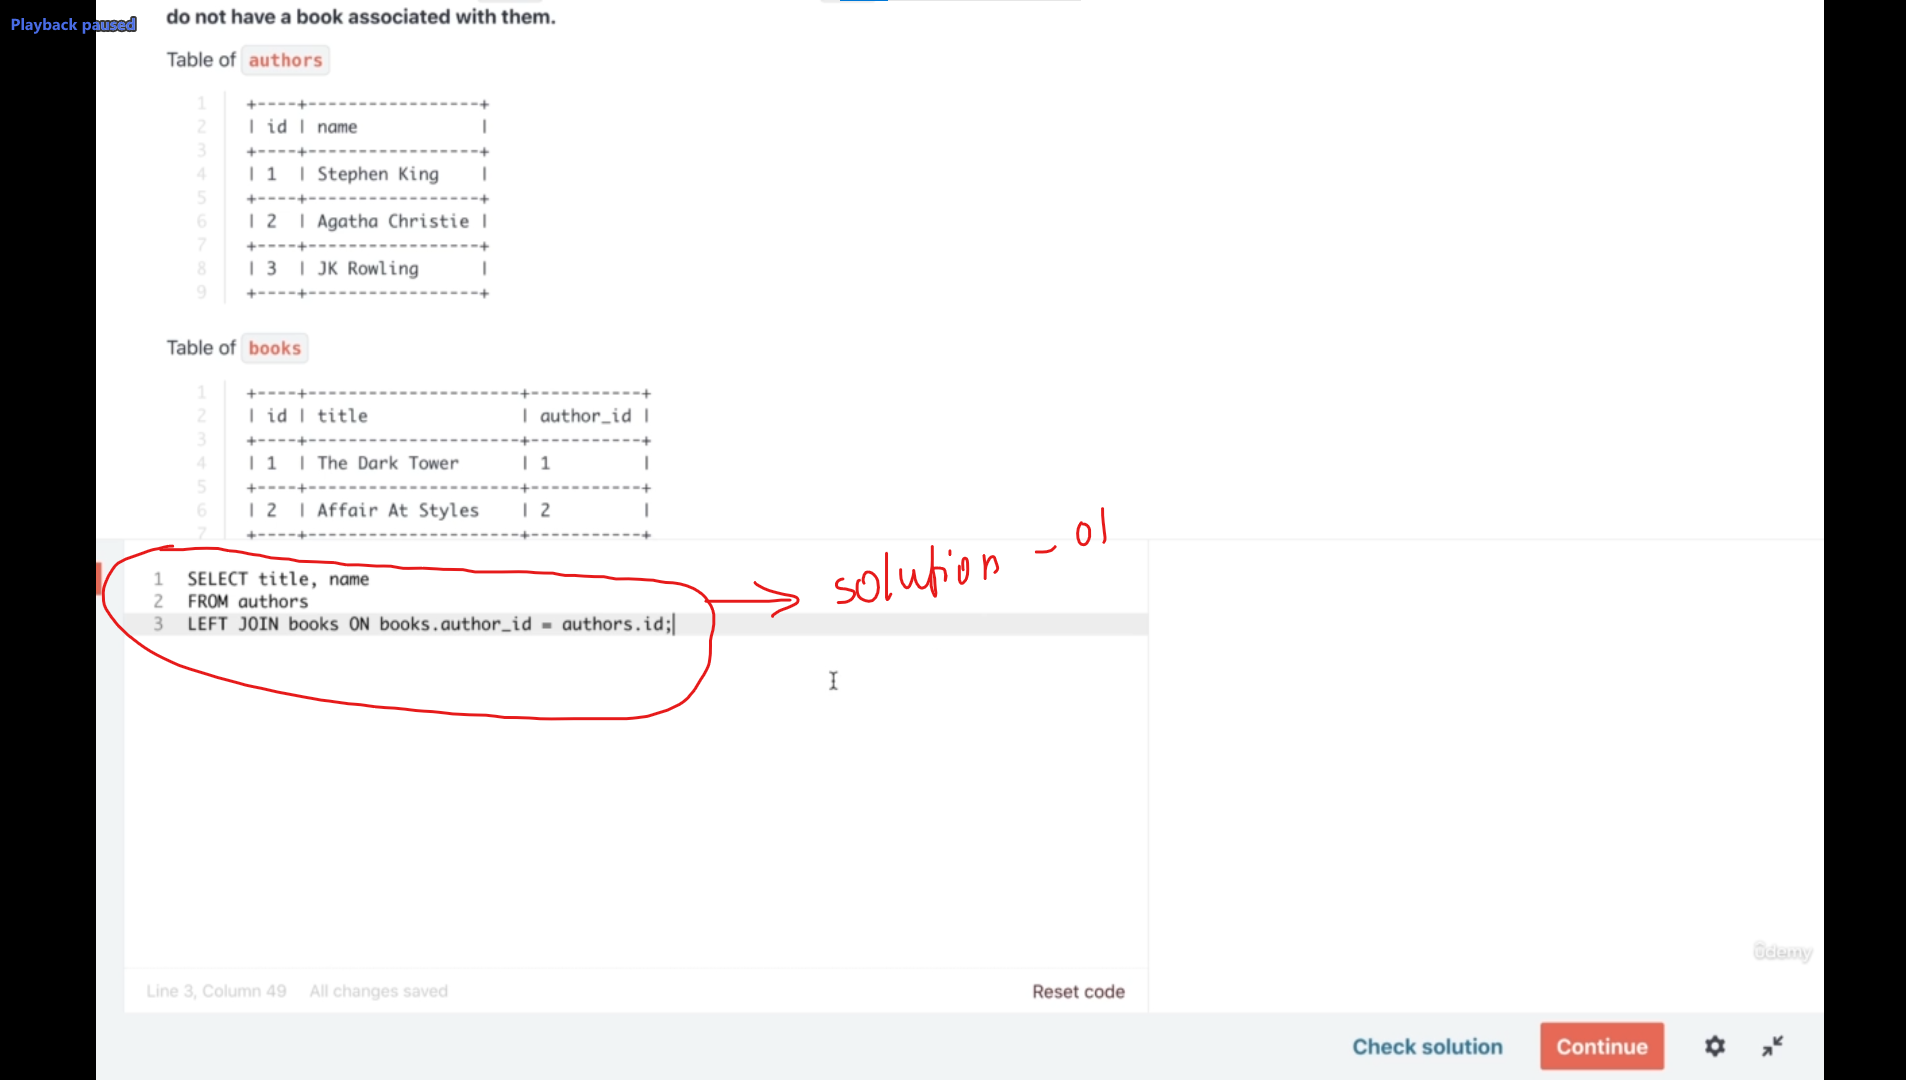 Playback paused
do not have a book associated with them.
Table of authors
1 +----+-----------------+
2 | id | name            |
3 +----+-----------------+
4 | 1  | Stephen King    |
5 +----+-----------------+
6 | 2  | Agatha Christie |
7 +----+-----------------+
8 | 3  | JK Rowling      |
9 +----+-----------------+
Table of books
1 +----+---------------------+-----------+
2 | id | title               | author_id |
3 +----+---------------------+-----------+
4 | 1  | The Dark Tower      | 1         |
5 +----+---------------------+-----------+
6 | 2  | Affair At Styles    | 2         |
7 +----+---------------------+-----------+
solution - 01
1 SELECT title, name
2 FROM authors
3 LEFT JOIN books ON books.author_id = authors.id;
ûdemy
Line 3, Column 49 All changes saved Reset code
Check solution Continue